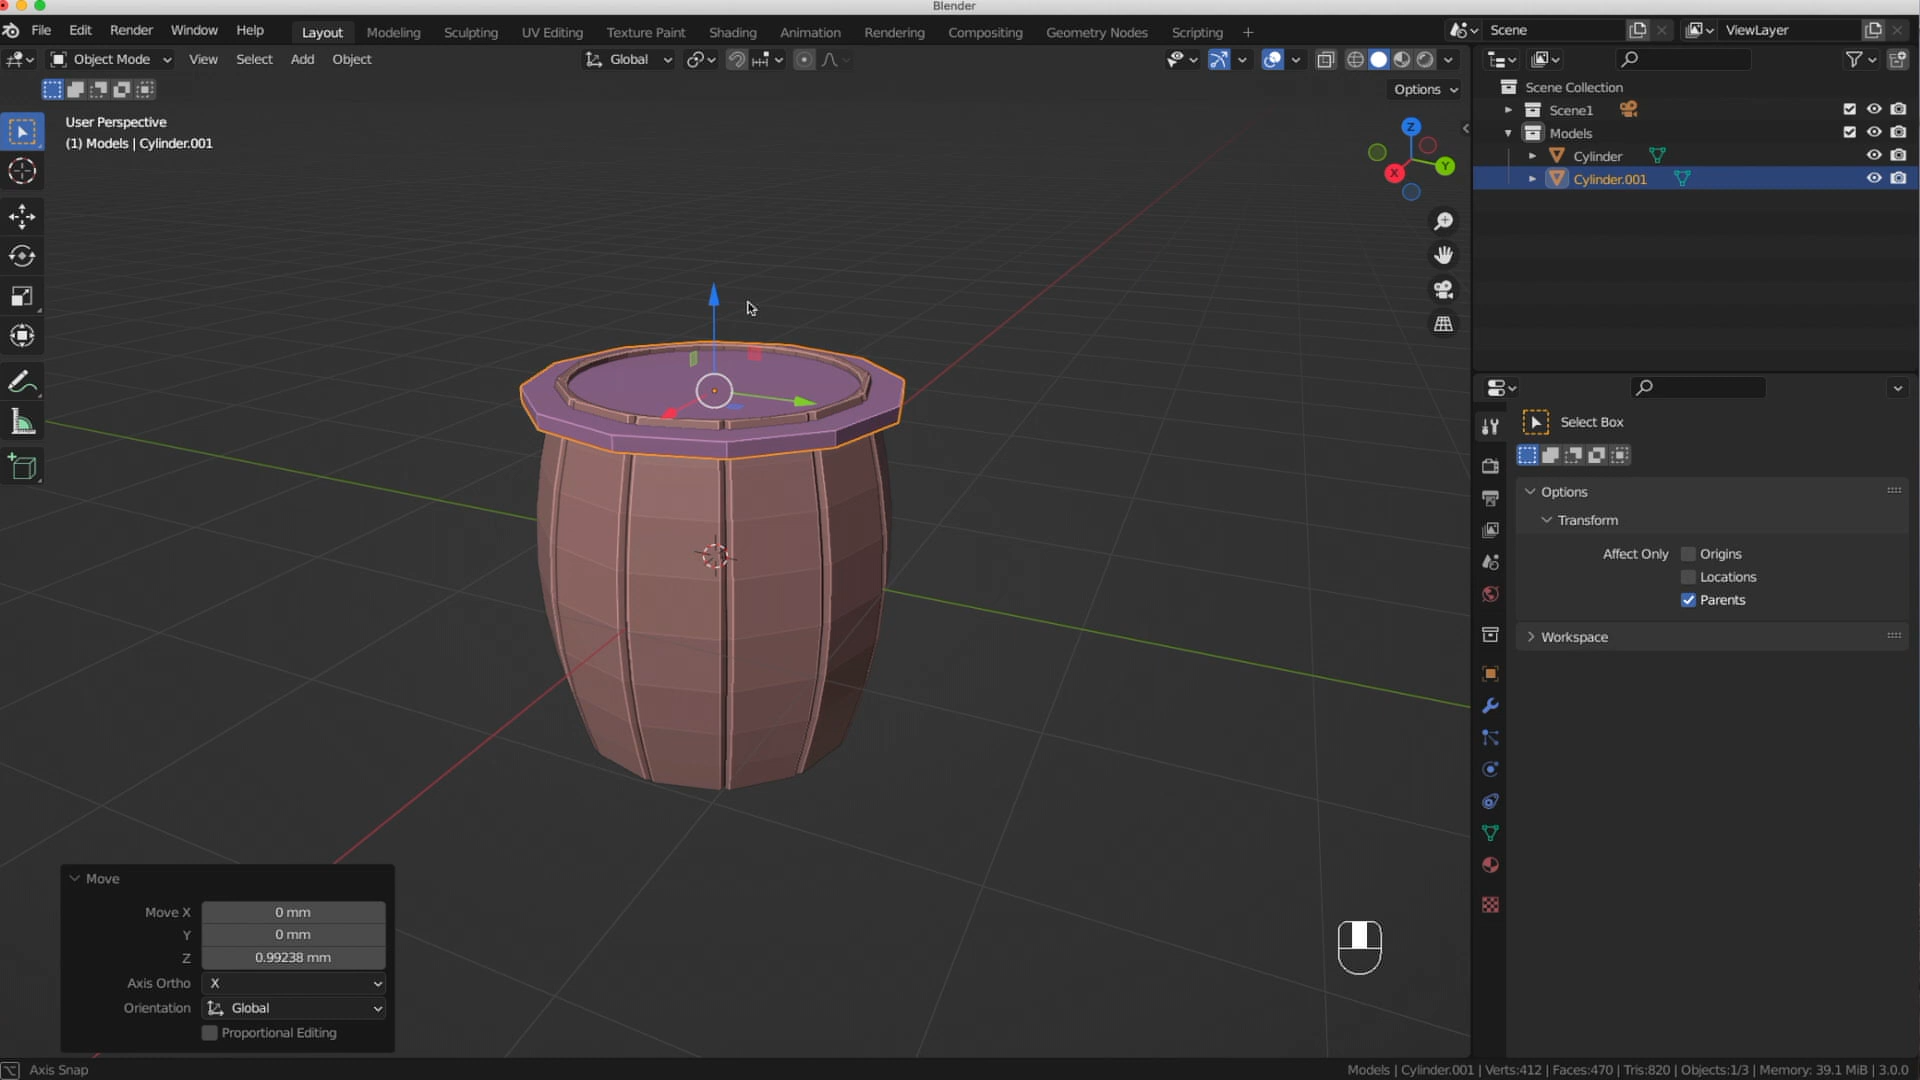 Blender
File Edit Render Window Help Layout Modeling Sculpting UV Editing Texture Paint Shading Animation Rendering Compositing Geometry Nodes Scripting + Scene ViewLayer
Object Mode View Select Add Object Global
Options
User Perspective
(1) Models | Cylinder.001
Z
Y
X
Scene Collection
Scene1
Models
Cylinder
Cylinder.001
Select Box
Options
Transform
Affect Only Origins
Locations
Parents
Workspace
Move
Move X 0 mm
Y 0 mm
Z 0.99238 mm
Axis Ortho X
Orientation Global
Proportional Editing
Axis Snap
Models | Cylinder.001 | Verts:412 | Faces:470 | Tris:820 | Objects:1/3 | Memory: 39.1 MiB | 3.0.0